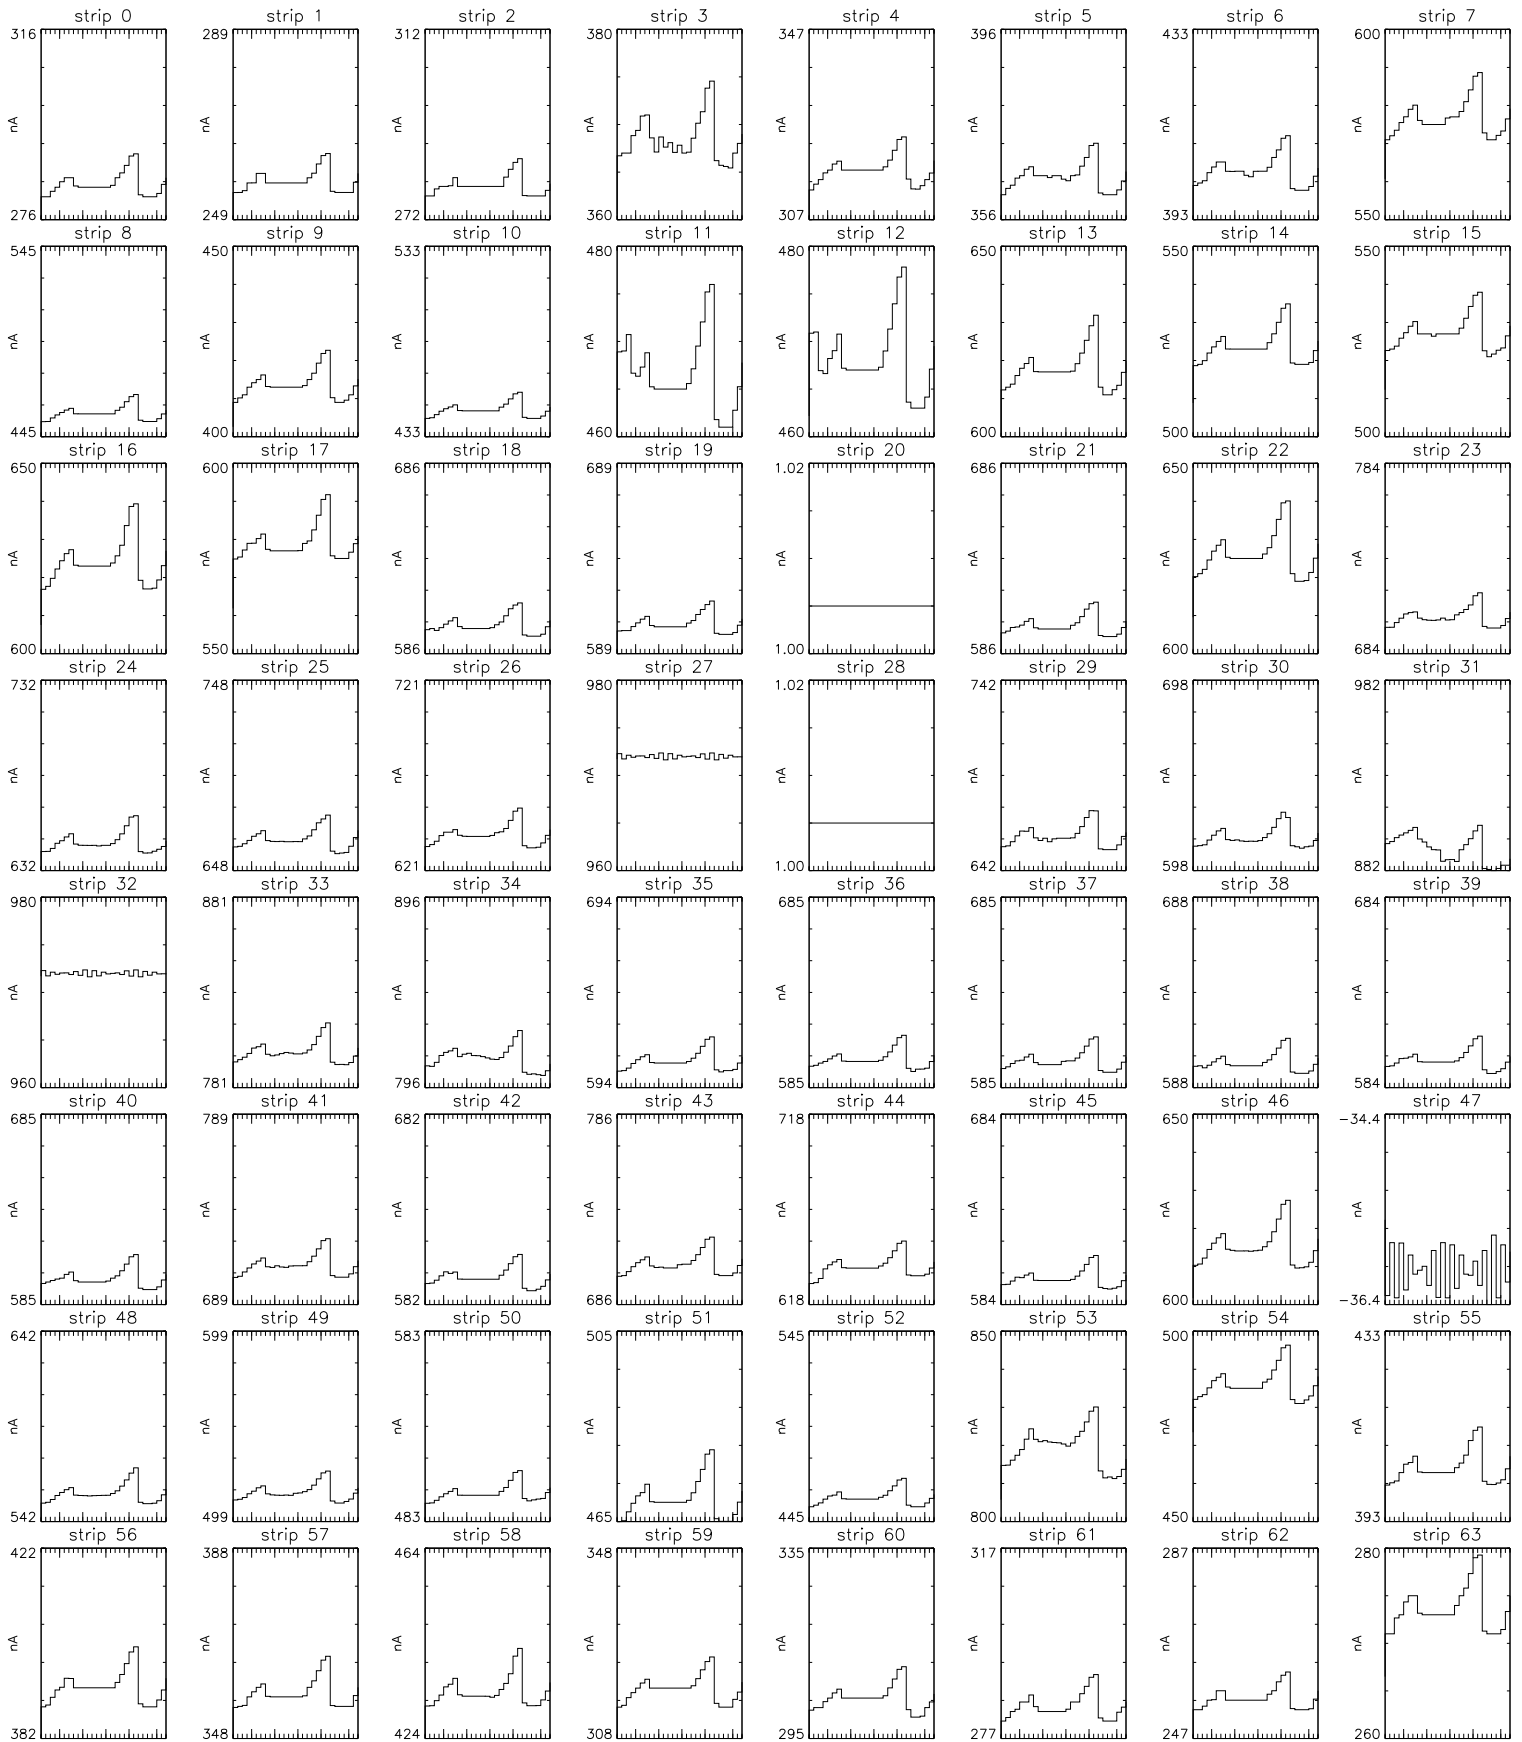 strip 0 strip 1 strip 2 strip 3 strip 4 strip 5 strip 6 strip 7
316 289 312 380 347 396 433 600
nA nA nA nA nA nA nA nA
276 249 272 360 307 356 393 550
strip 8 strip 9 strip 10 strip 11 strip 12 strip 13 strip 14 strip 15
545 450 533 480 480 650 550 550
nA nA nA nA nA nA nA nA
445 400 433 460 460 600 500 500
strip 16 strip 17 strip 18 strip 19 strip 20 strip 21 strip 22 strip 23
650 600 686 689 1.02 686 650 784
nA nA nA nA nA nA nA nA
600 550 586 589 1.00 586 600 684
strip 24 strip 25 strip 26 strip 27 strip 28 strip 29 strip 30 strip 31
732 748 721 980 1.02 742 698 982
nA nA nA nA nA nA nA nA
632 648 621 960 1.00 642 598 882
strip 32 strip 33 strip 34 strip 35 strip 36 strip 37 strip 38 strip 39
980 881 896 694 685 685 688 684
nA nA nA nA nA nA nA nA
960 781 796 594 585 585 588 584
strip 40 strip 41 strip 42 strip 43 strip 44 strip 45 strip 46 strip 47
685 789 682 786 718 684 650 −34.4
nA nA nA nA nA nA nA nA
585 689 582 686 618 584 600 −36.4
strip 48 strip 49 strip 50 strip 51 strip 52 strip 53 strip 54 strip 55
642 599 583 505 545 850 500 433
nA nA nA nA nA nA nA nA
542 499 483 465 445 800 450 393
strip 56 strip 57 strip 58 strip 59 strip 60 strip 61 strip 62 strip 63
422 388 464 348 335 317 287 280
nA nA nA nA nA nA nA nA
382 348 424 308 295 277 247 260